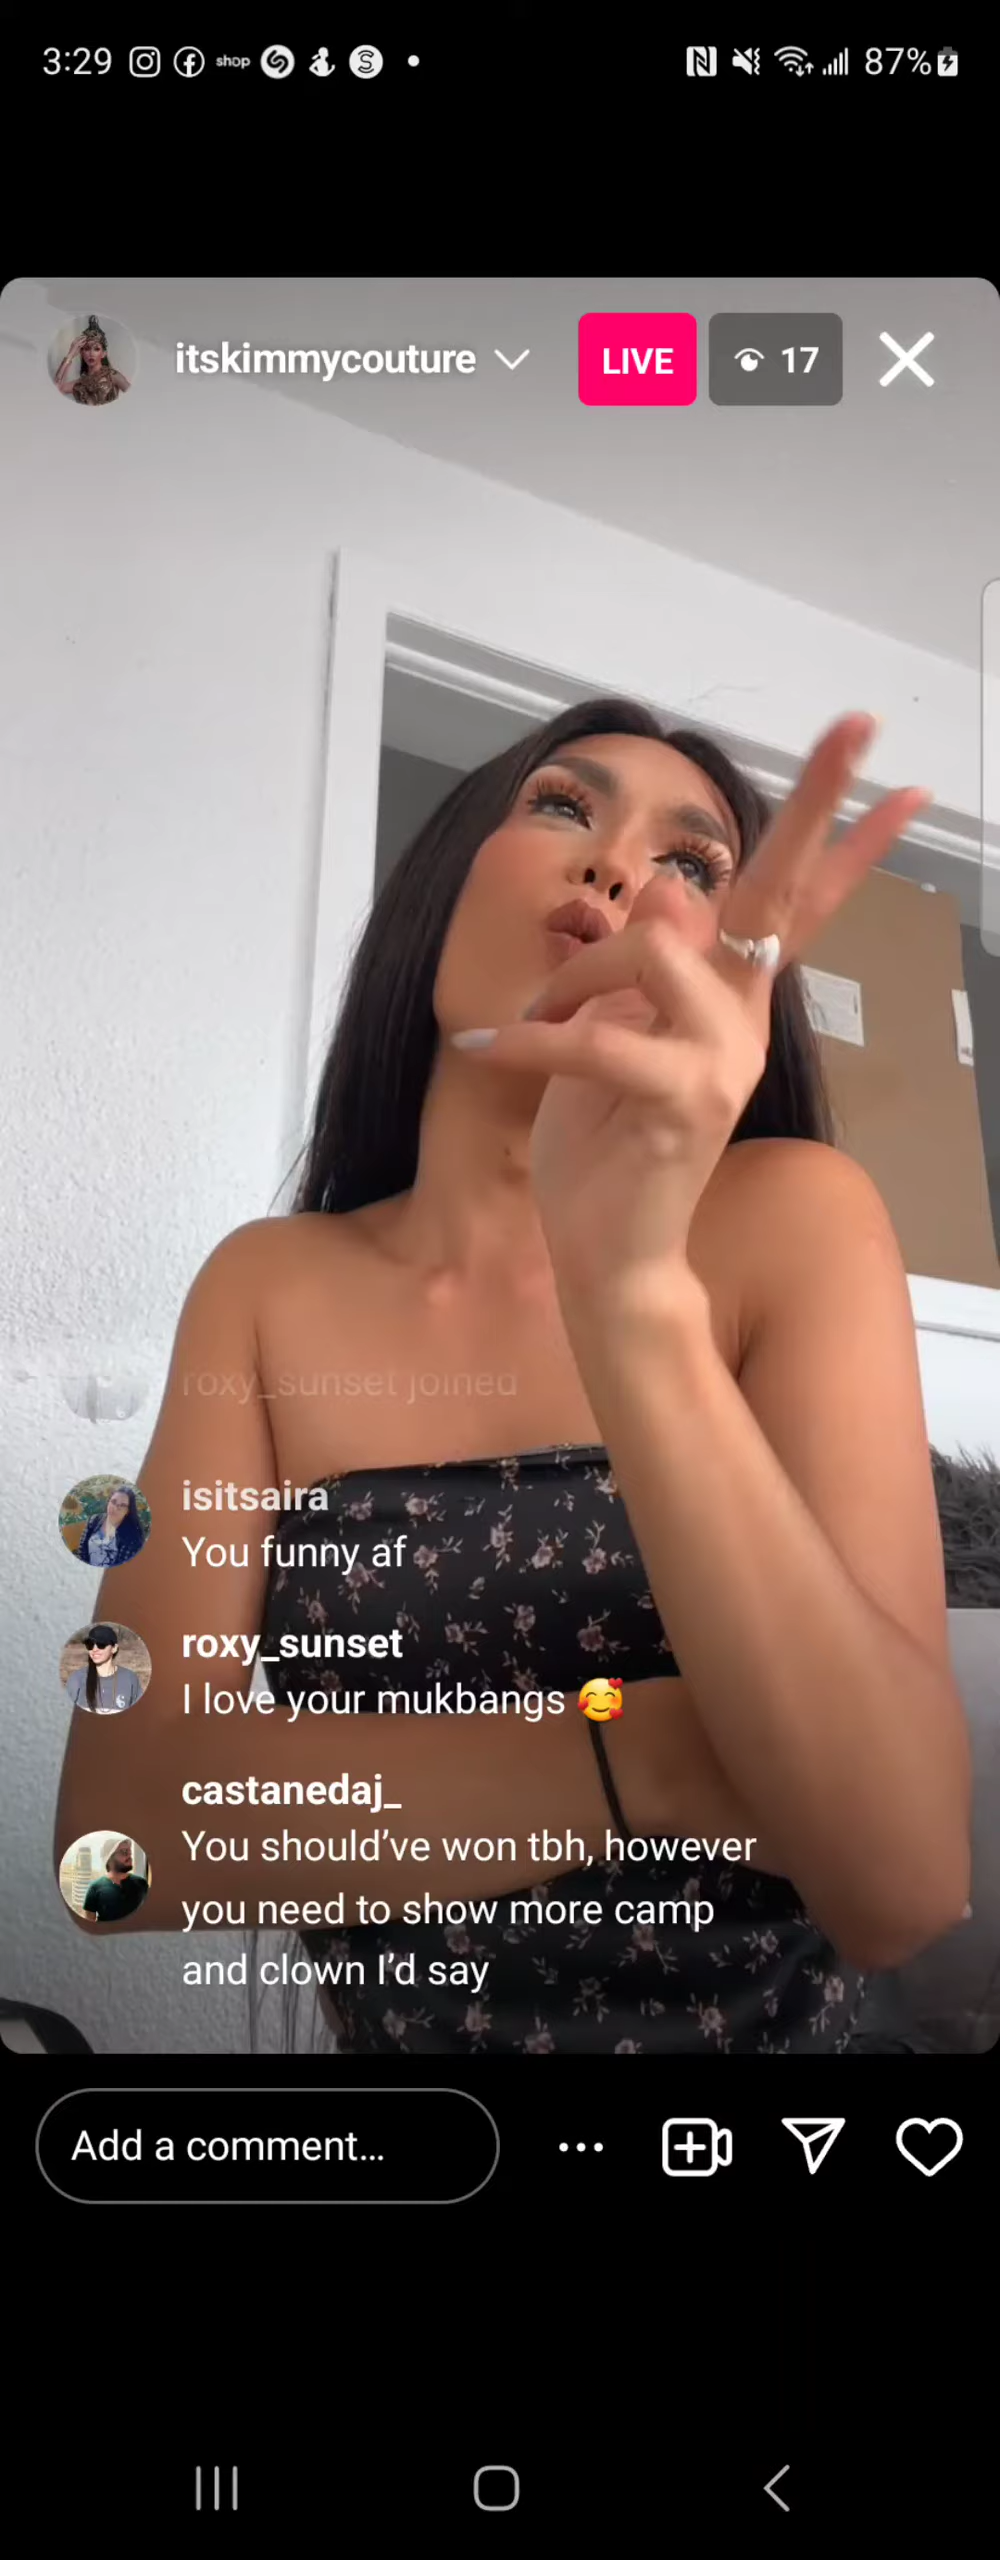 3:29 shop 87%
itskimmycouture LIVE 17
roxy_sunset joined
isitsaira
You funny af
roxy_sunset
I love your mukbangs 🥰
castanedaj_
You should've won tbh, however
you need to show more camp
and clown I'd say
Add a comment...